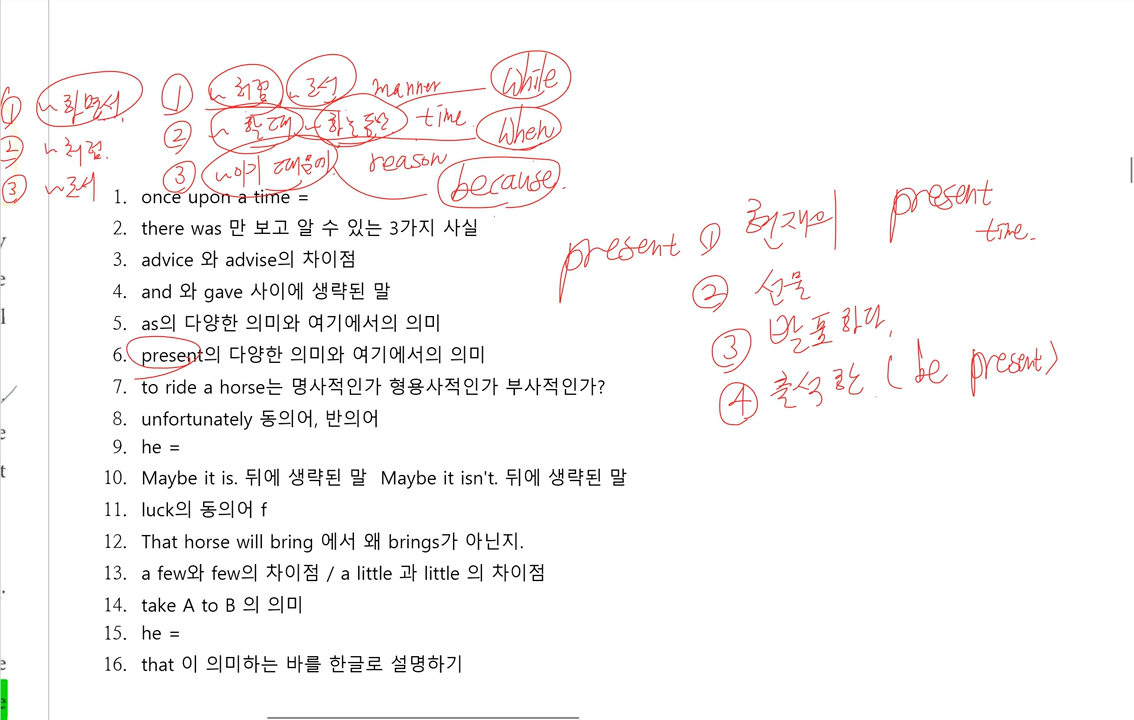 ① ~하면서
② ~처럼.
③ ~로서
① ~처럼 ~로서 manner While
② ~할 때 ~하는 동안 time When
③ ~이기 때문에 reason because.
1. once upon a time =
2. there was 만 보고 알 수 있는 3가지 사실
3. advice 와 advise의 차이점
4. and 와 gave 사이에 생략된 말
5. as의 다양한 의미와 여기에서의 의미
6. present의 다양한 의미와 여기에서의 의미
7. to ride a horse는 명사적인가 형용사적인가 부사적인가?
8. unfortunately 동의어, 반의어
9. he =
10. Maybe it is. 뒤에 생략된 말 Maybe it isn't. 뒤에 생략된 말
11. luck의 동의어 f
12. That horse will bring 에서 왜 brings가 아닌지.
13. a few와 few의 차이점 / a little 과 little 의 차이점
14. take A to B 의 의미
15. he =
16. that 이 의미하는 바를 한글로 설명하기
present ① 현재의 present
time.
② 선물
③ 발표하다.
④ 출석한 (be present)